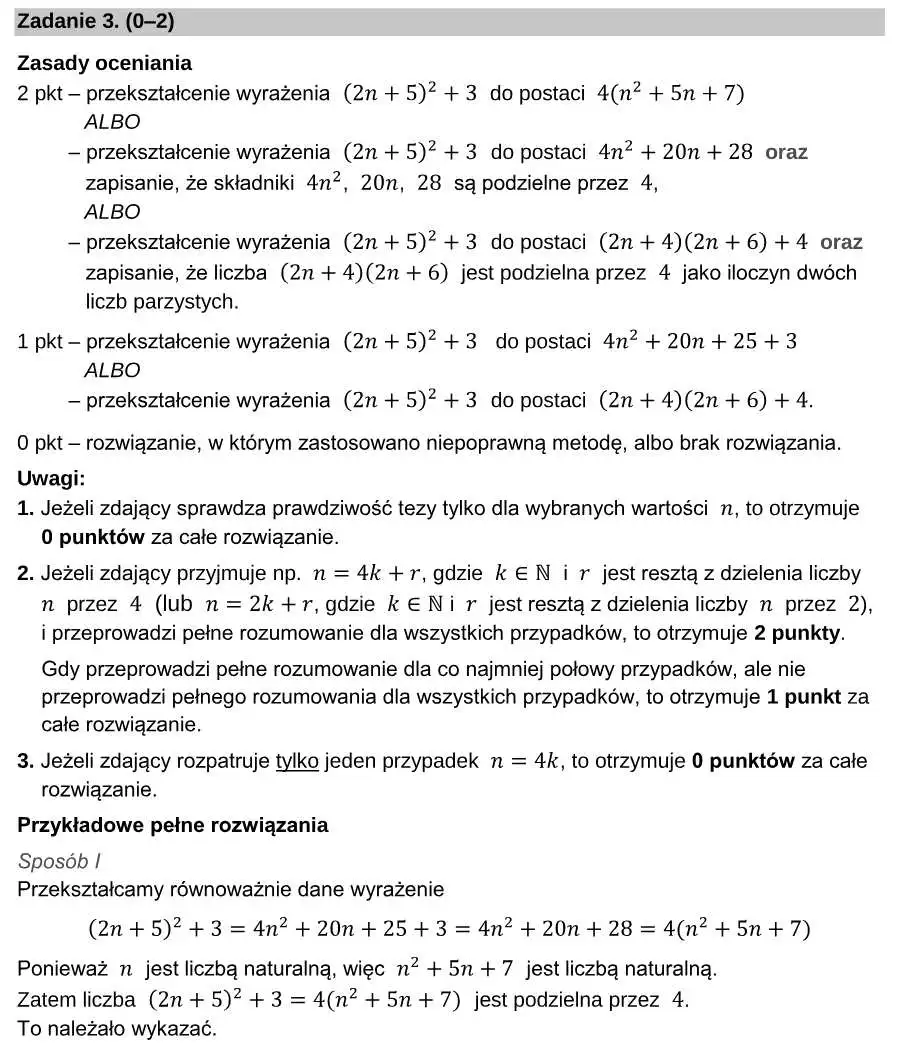 Zadanie 3. (0–2)
Zasady oceniania
2 pkt – przekształcenie wyrażenia (2n + 5)² + 3 do postaci 4(n² + 5n + 7)
ALBO
– przekształcenie wyrażenia (2n + 5)² + 3 do postaci 4n² + 20n + 28 oraz
zapisanie, że składniki 4n², 20n, 28 są podzielne przez 4,
ALBO
– przekształcenie wyrażenia (2n + 5)² + 3 do postaci (2n + 4)(2n + 6) + 4 oraz
zapisanie, że liczba (2n + 4)(2n + 6) jest podzielna przez 4 jako iloczyn dwóch
liczb parzystych.
1 pkt – przekształcenie wyrażenia (2n + 5)² + 3 do postaci 4n² + 20n + 25 + 3
ALBO
– przekształcenie wyrażenia (2n + 5)² + 3 do postaci (2n + 4)(2n + 6) + 4.
0 pkt – rozwiązanie, w którym zastosowano niepoprawną metodę, albo brak rozwiązania.
Uwagi:
1. Jeżeli zdający sprawdza prawdziwość tezy tylko dla wybranych wartości n, to otrzymuje
0 punktów za całe rozwiązanie.
2. Jeżeli zdający przyjmuje np. n = 4k + r, gdzie k ∈ ℕ i r jest resztą z dzielenia liczby
n przez 4 (lub n = 2k + r, gdzie k ∈ ℕ i r jest resztą z dzielenia liczby n przez 2),
i przeprowadzi pełne rozumowanie dla wszystkich przypadków, to otrzymuje 2 punkty.
Gdy przeprowadzi pełne rozumowanie dla co najmniej połowy przypadków, ale nie
przeprowadzi pełnego rozumowania dla wszystkich przypadków, to otrzymuje 1 punkt za
całe rozwiązanie.
3. Jeżeli zdający rozpatruje tylko jeden przypadek n = 4k, to otrzymuje 0 punktów za całe
rozwiązanie.
Przykładowe pełne rozwiązania
Sposób I
Przekształcamy równoważnie dane wyrażenie
(2n + 5)² + 3 = 4n² + 20n + 25 + 3 = 4n² + 20n + 28 = 4(n² + 5n + 7)
Ponieważ n jest liczbą naturalną, więc n² + 5n + 7 jest liczbą naturalną.
Zatem liczba (2n + 5)² + 3 = 4(n² + 5n + 7) jest podzielna przez 4.
To należało wykazać.